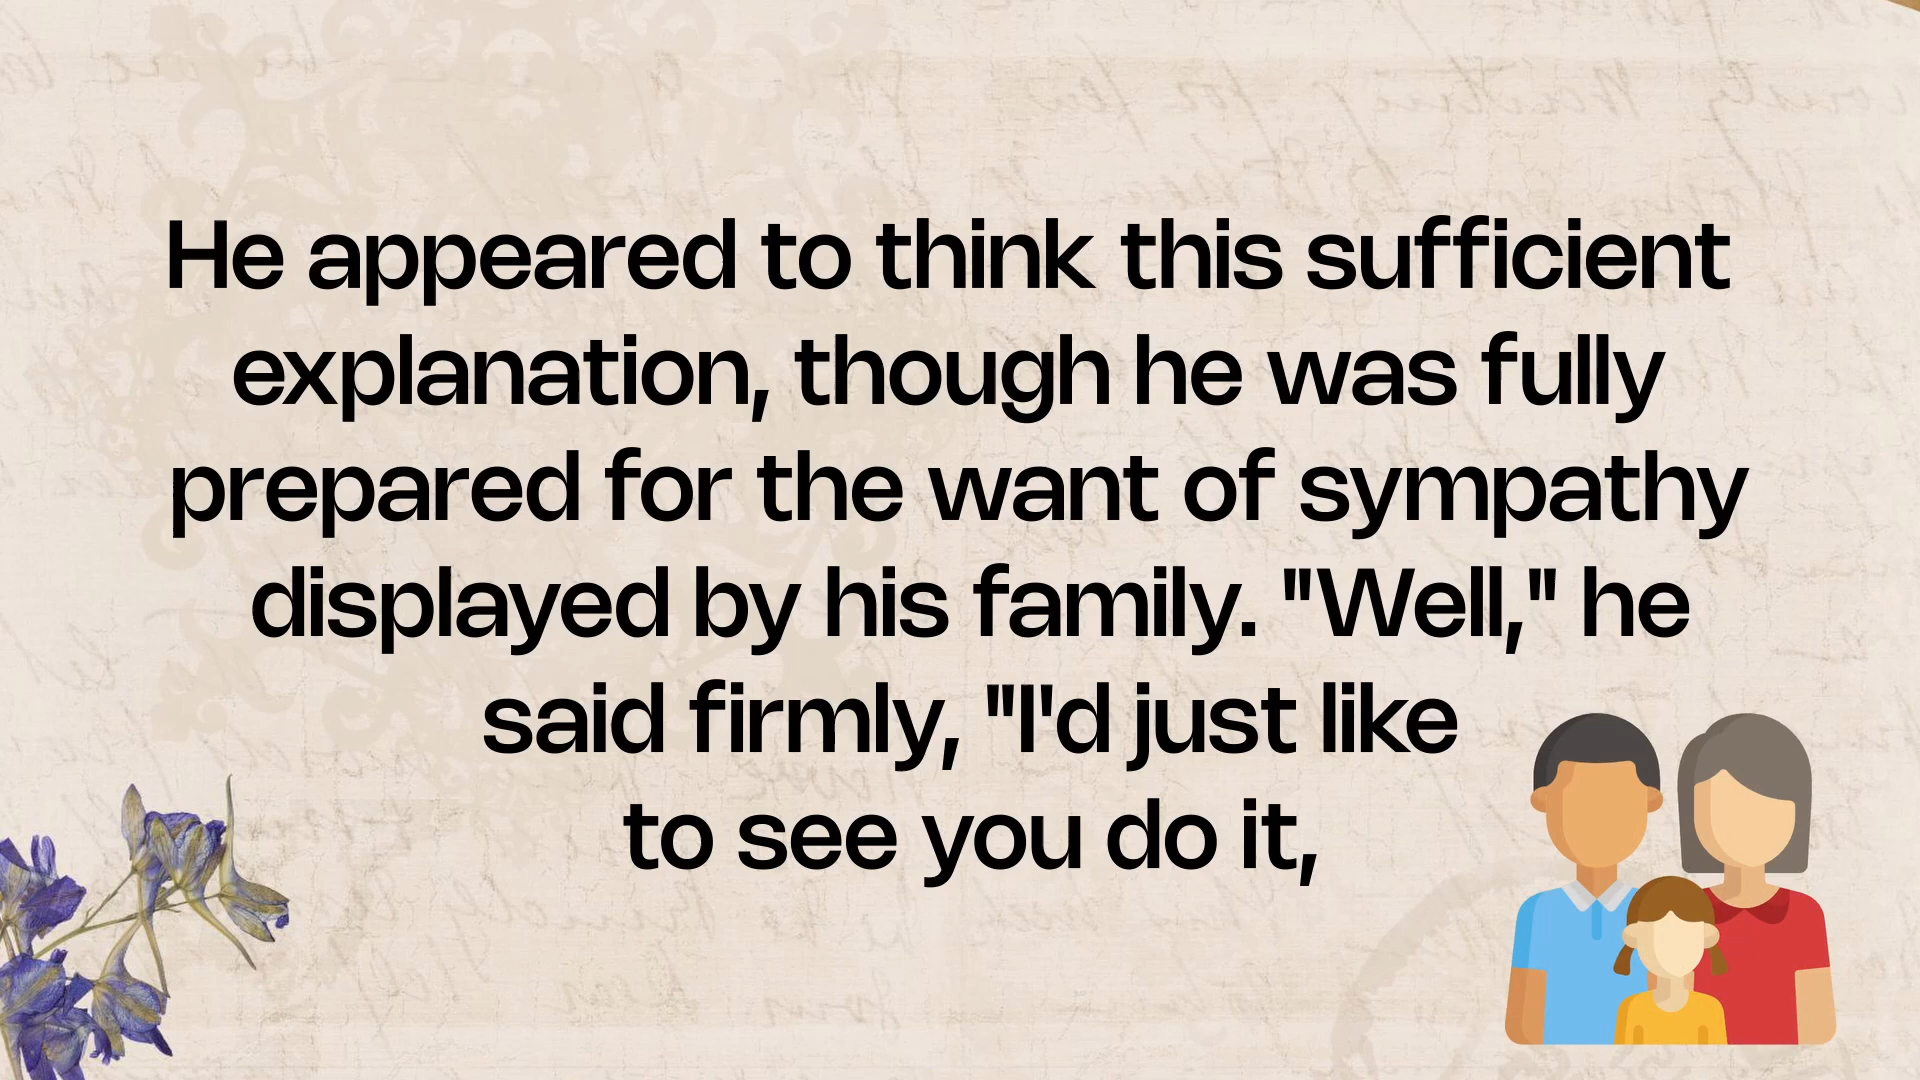 He appeared to think this sufficient
explanation, though he was fully
prepared for the want of sympathy
displayed by his family. "Well," he
said firmly, "I'd just like
to see you do it,